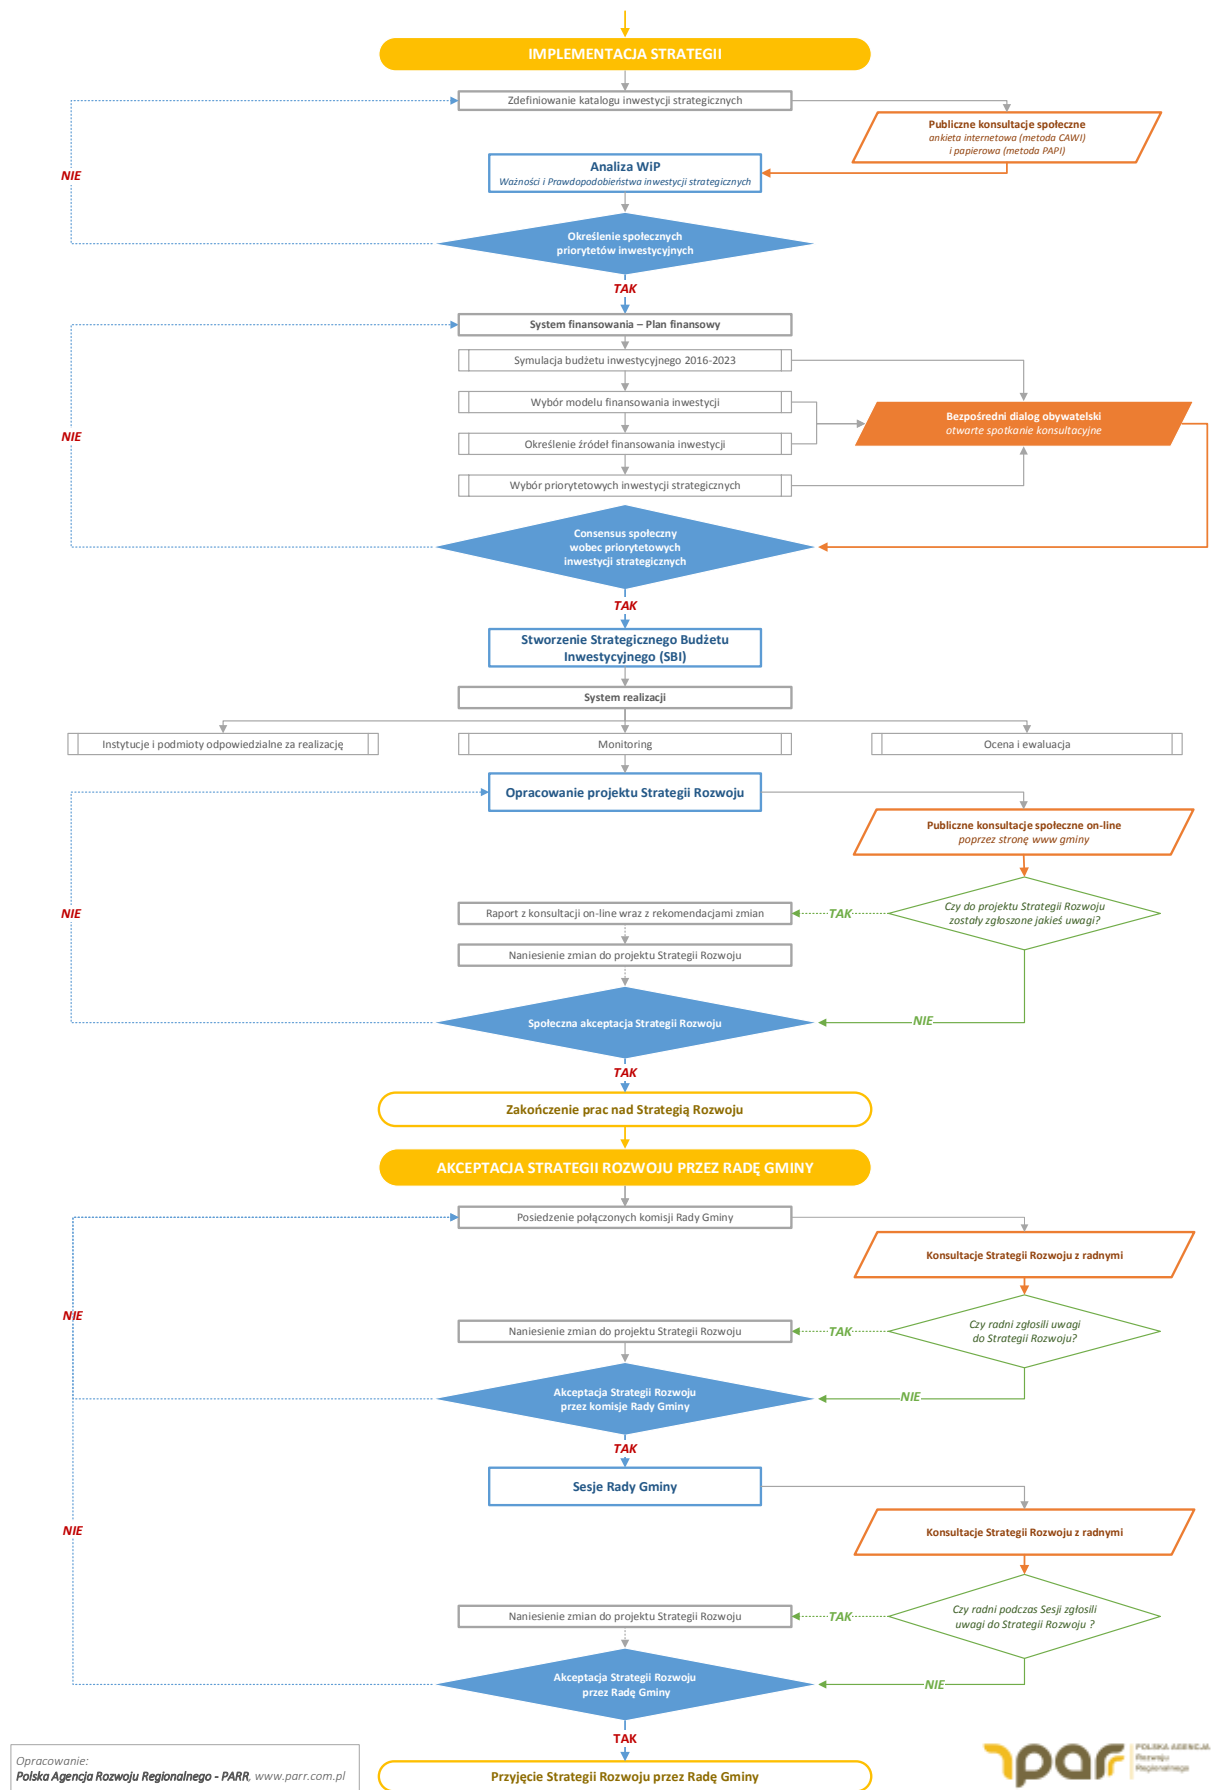 IMPLEMENTACJA STRATEGII
Zdefiniowanie katalogu inwestycji strategicznych
Publiczne konsultacje społeczne
ankieta internetowa (metoda CAWI)
i papierowa (metoda PAPI)
Analiza WiP
Ważności i Prawdopodobieństwa inwestycji strategicznych
NIE
Określenie społecznych
priorytetów inwestycyjnych
TAK
System finansowania – Plan finansowy
Symulacja budżetu inwestycyjnego 2016-2023
Wybór modelu finansowania inwestycji
Bezpośredni dialog obywatelski
otwarte spotkanie konsultacyjne
NIE
Określenie źródeł finansowania inwestycji
Wybór priorytetowych inwestycji strategicznych
Consensus społeczny
wobec priorytetowych
inwestycji strategicznych
TAK
Stworzenie Strategicznego Budżetu
Inwestycyjnego (SBI)
System realizacji
Instytucje i podmioty odpowiedzialne za realizację
Monitoring
Ocena i ewaluacja
Opracowanie projektu Strategii Rozwoju
Publiczne konsultacje społeczne on-line
poprzez stronę www gminy
NIE
Raport z konsultacji on-line wraz z rekomendacjami zmian
TAK
Czy do projektu Strategii Rozwoju
zostały zgłoszone jakieś uwagi?
Naniesienie zmian do projektu Strategii Rozwoju
Społeczna akceptacja Strategii Rozwoju
NIE
TAK
Zakończenie prac nad Strategią Rozwoju
AKCEPTACJA STRATEGII ROZWOJU PRZEZ RADĘ GMINY
Posiedzenie połączonych komisji Rady Gminy
Konsultacje Strategii Rozwoju z radnymi
NIE
Naniesienie zmian do projektu Strategii Rozwoju
TAK
Czy radni zgłosili uwagi
do Strategii Rozwoju?
Akceptacja Strategii Rozwoju
przez komisje Rady Gminy
NIE
TAK
Sesje Rady Gminy
NIE
Konsultacje Strategii Rozwoju z radnymi
Naniesienie zmian do projektu Strategii Rozwoju
TAK
Czy radni podczas Sesji zgłosili
uwagi do Strategii Rozwoju ?
Akceptacja Strategii Rozwoju
przez Radę Gminy
NIE
TAK
Przyjęcie Strategii Rozwoju przez Radę Gminy
Opracowanie:
Polska Agencja Rozwoju Regionalnego - PARR, www.parr.com.pl
parr
POLSKA AGENCJA
Rozwoju
Regionalnego